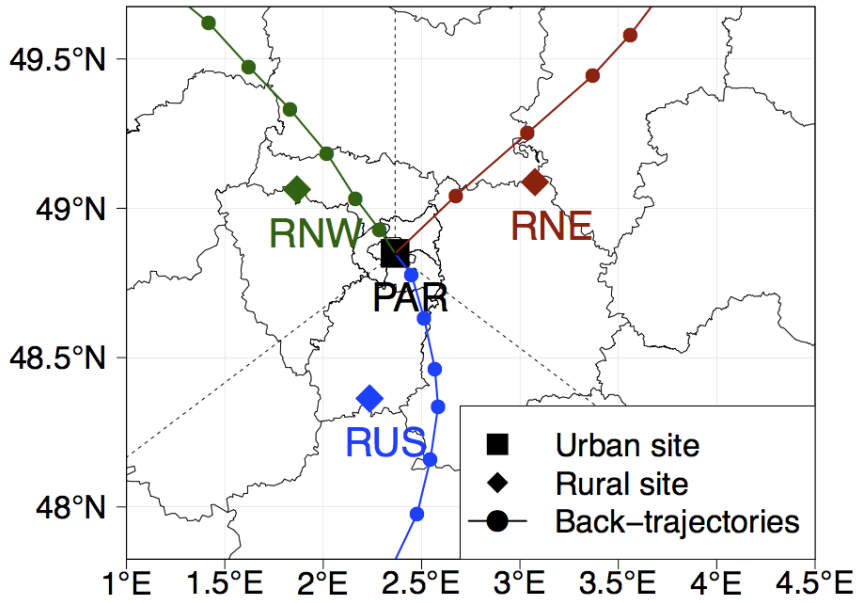 49.5°N
49°N
48.5°N
48°N
RNW
RNE
PAR
RUS
Urban site
Rural site
Back−trajectories
1°E 1.5°E 2°E 2.5°E 3°E 3.5°E 4°E 4.5°E